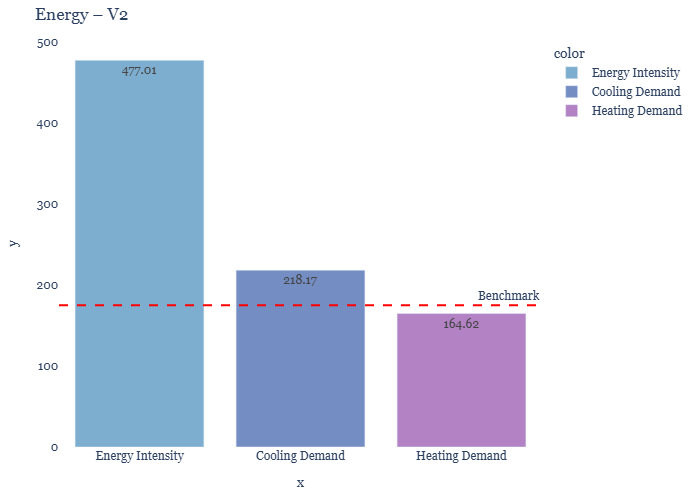 Energy – V2
500
400
300
200
100
0
y
477.01
218.17
164.62
Benchmark
Energy Intensity
Cooling Demand
Heating Demand
x
color
Energy Intensity
Cooling Demand
Heating Demand